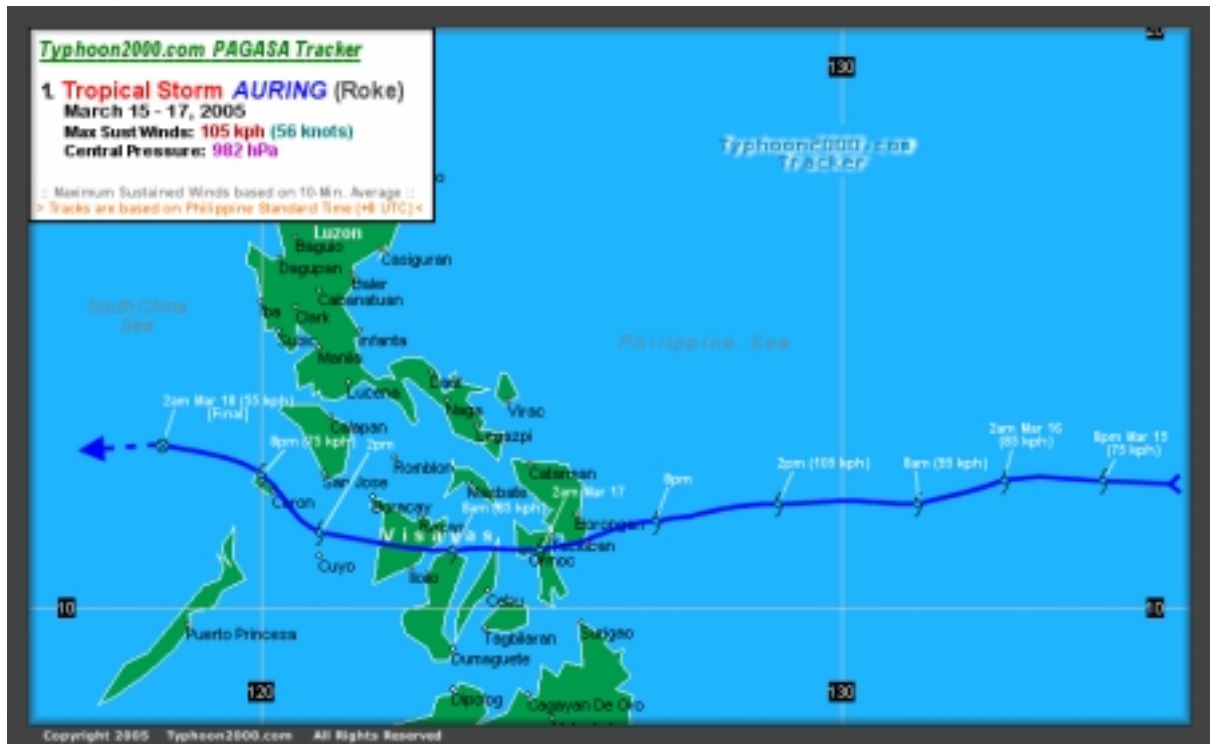 Typhoon2000.com PAGASA Tracker
1. Tropical Storm AURING (Roke)
March 15 - 17, 2005
Max Sust Winds: 105 kph (56 knots)
Central Pressure: 982 hPa
:: Maximum Sustained Winds based on 10-Min. Average ::
> Tracks are based on Philippine Standard Time (+8 UTC) <
20
130
Typhoon2000.com
Tracker
Luzon
Baguio
Casiguran
Dagupan
Baler
Cabanatuan
South China
Sea
Iba
Clark
Subic
Infanta
Philippine Sea
Manila
Daet
Lucena
2am Mar 18 (55 kph)
[Final]
Naga
Virac
Calapan
Legazpi
2am Mar 16
(85 kph)
8pm Mar 15
(75 kph)
8pm (75 kph)
2pm
Romblon
Catarman
2pm (105 kph)
8am (95 kph)
8pm
San Jose
Masbate
2am Mar 17
Coron
Boracay
8am (65 kph)
Roxas
Borongan
Visayas
Tacloban
Ormoc
Cuyo
Iloilo
Cebu
10
10
Puerto Princesa
Tagbilaran
Surigao
Dumaguete
120
130
Dipolog
Cagayan De Oro
Copyright 2005 Typhoon2000.com All Rights Reserved